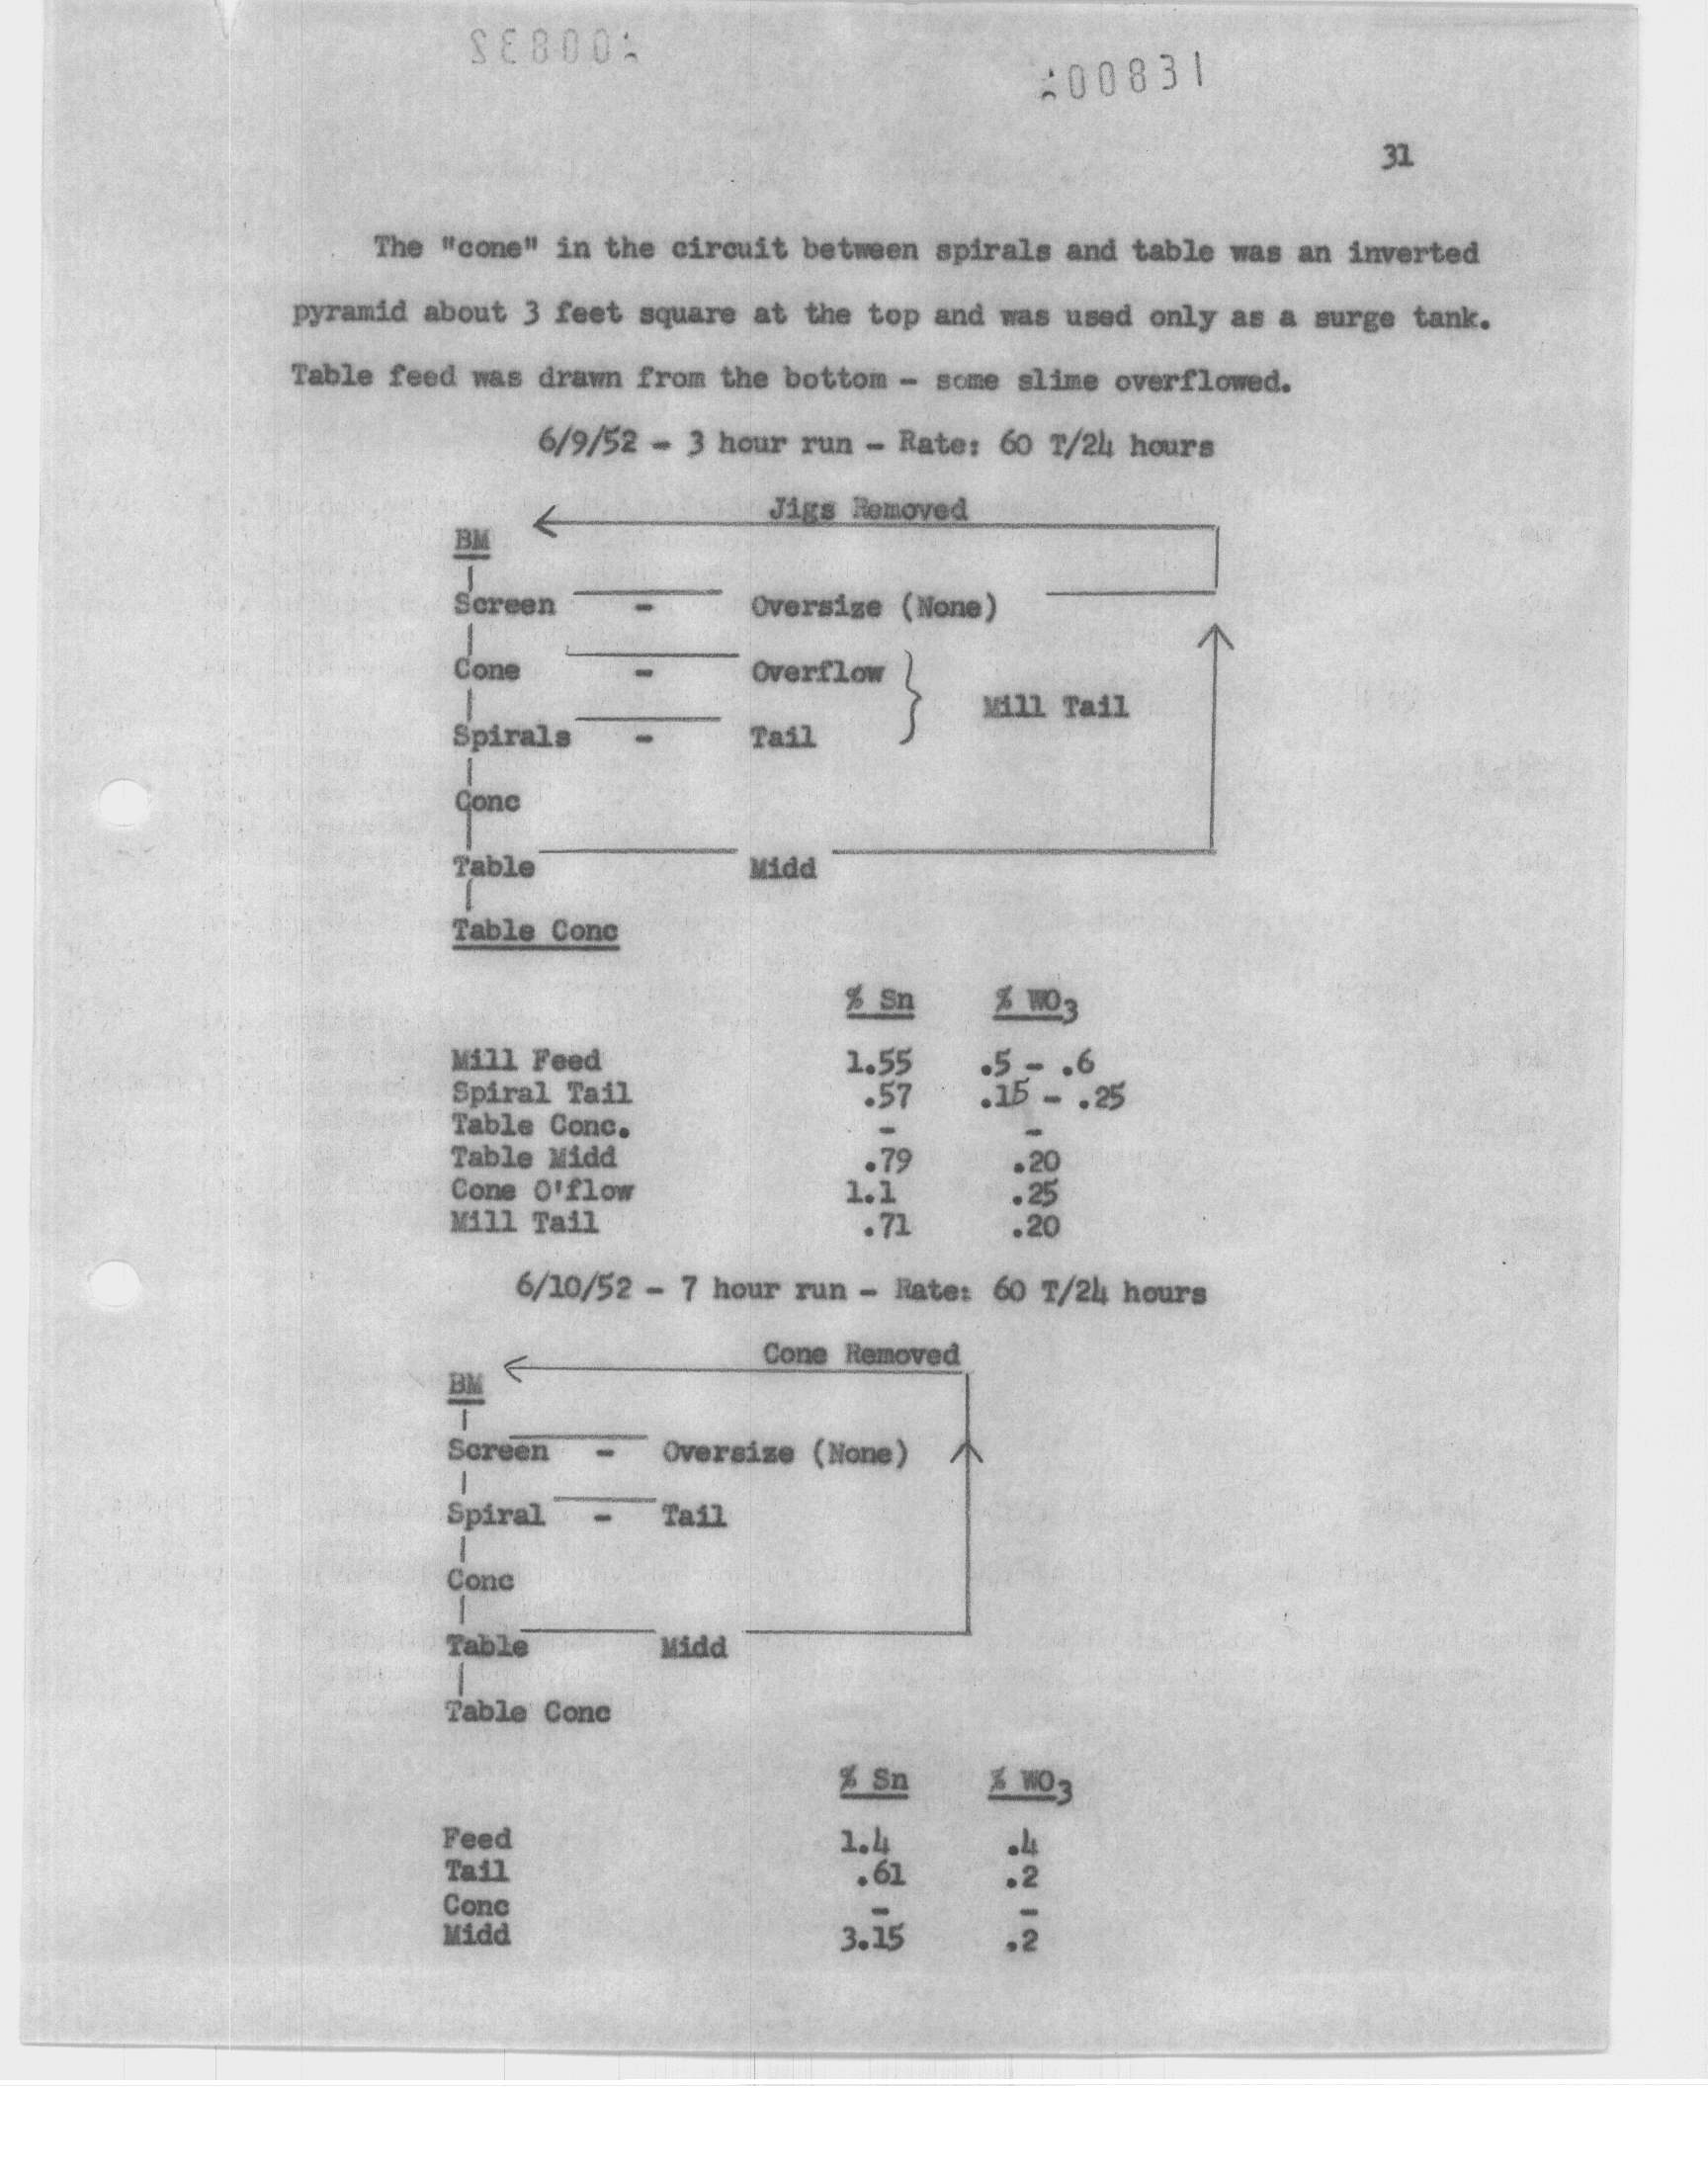 200831
31
The "cone" in the circuit between spirals and table was an inverted
pyramid about 3 feet square at the top and was used only as a surge tank.
Table feed was drawn from the bottom - some slime overflowed.
6/9/52 - 3 hour run - Rate: 60 T/24 hours
Jigs Removed
BM
Screen - Oversize (None)
Cone - Overflow
Mill Tail
Spirals - Tail
Conc
Table Midd
Table Conc
% Sn % WO3
Mill Feed 1.55 .5 - .6
Spiral Tail .57 .15 - .25
Table Conc. - -
Table Midd .79 .20
Cone O'flow 1.1 .25
Mill Tail .71 .20
6/10/52 - 7 hour run - Rate: 60 T/24 hours
Cone Removed
BM
Screen - Oversize (None)
Spiral - Tail
Conc
Table Midd
Table Conc
% Sn % WO3
Feed 1.4 .4
Tail .61 .2
Conc - -
Midd 3.15 .2